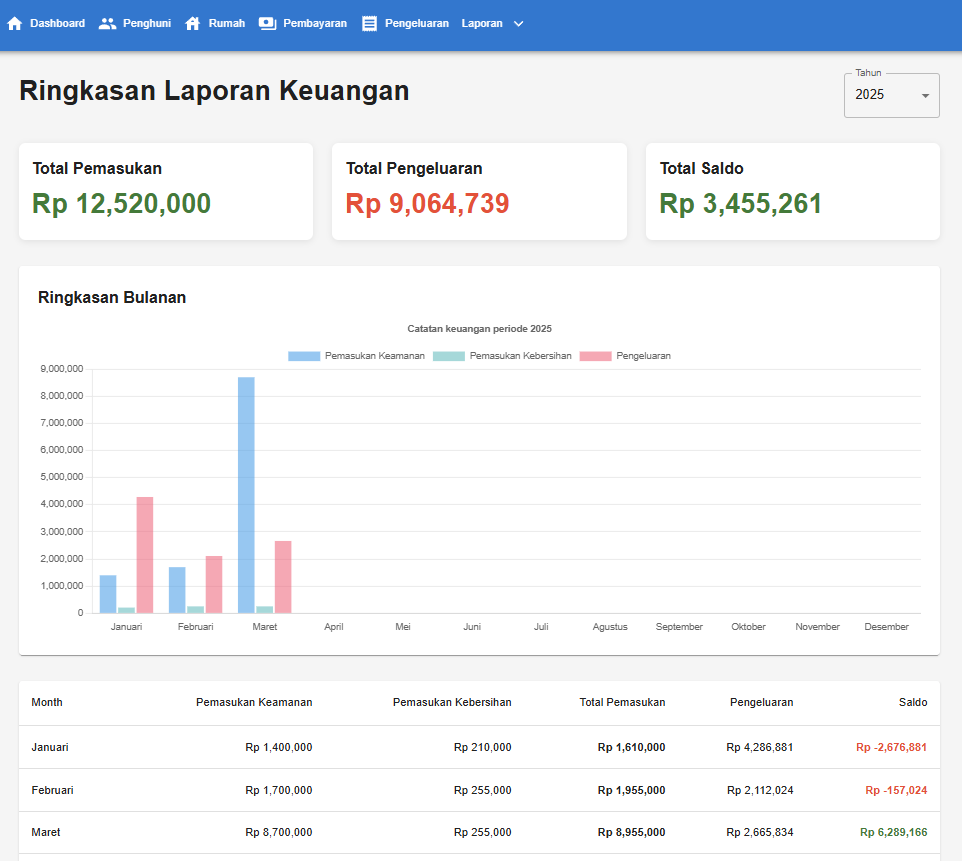 Dashboard Penghuni Rumah Pembayaran Pengeluaran Laporan
Ringkasan Laporan Keuangan
Tahun
2025
Total Pemasukan
Rp 12,520,000
Total Pengeluaran
Rp 9,064,739
Total Saldo
Rp 3,455,261
Ringkasan Bulanan
Catatan keuangan periode 2025
Pemasukan Keamanan Pemasukan Kebersihan Pengeluaran
9,000,000
8,000,000
7,000,000
6,000,000
5,000,000
4,000,000
3,000,000
2,000,000
1,000,000
0
Januari Februari Maret April Mei Juni Juli Agustus September Oktober November Desember
Month Pemasukan Keamanan Pemasukan Kebersihan Total Pemasukan Pengeluaran Saldo
Januari Rp 1,400,000 Rp 210,000 Rp 1,610,000 Rp 4,286,881 Rp -2,676,881
Februari Rp 1,700,000 Rp 255,000 Rp 1,955,000 Rp 2,112,024 Rp -157,024
Maret Rp 8,700,000 Rp 255,000 Rp 8,955,000 Rp 2,665,834 Rp 6,289,166